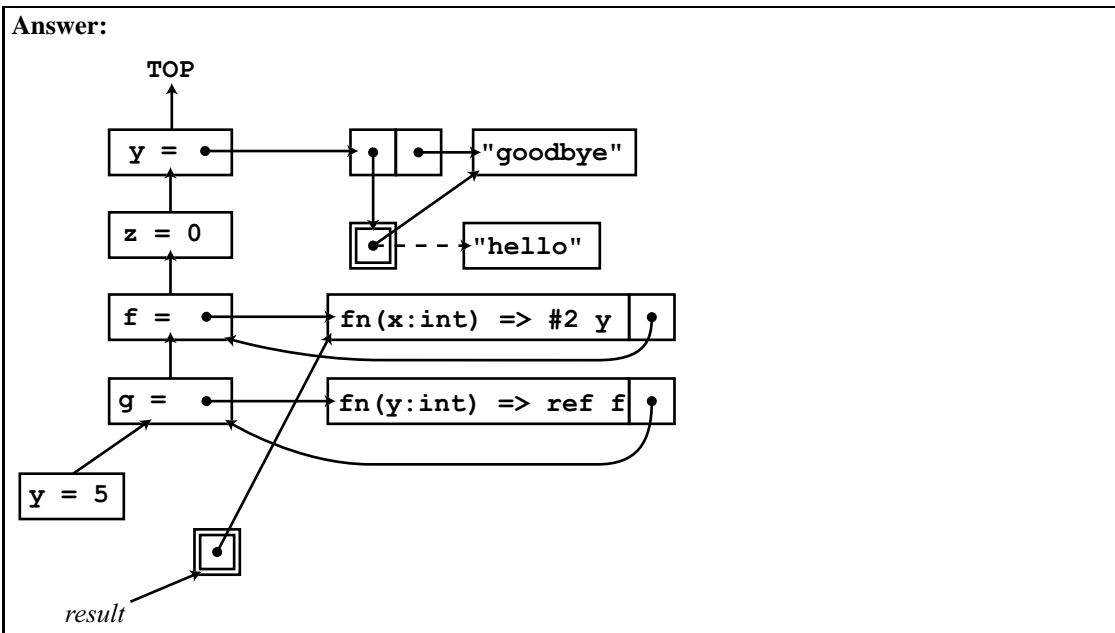 Answer:
TOP
y = "goodbye"
z = 0 "hello"
f = fn(x:int) => #2 y
g = fn(y:int) => ref f
y = 5
result